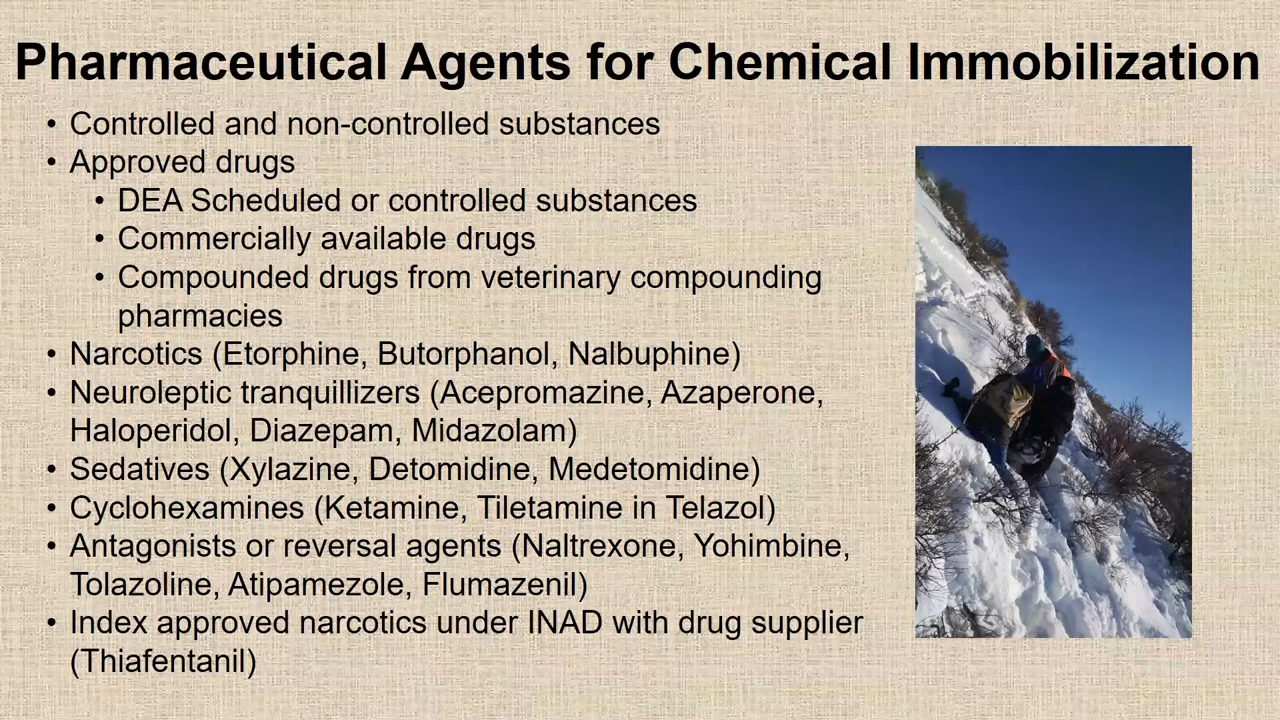 Pharmaceutical Agents for Chemical Immobilization
• Controlled and non-controlled substances
• Approved drugs
• DEA Scheduled or controlled substances
• Commercially available drugs
• Compounded drugs from veterinary compounding
pharmacies
• Narcotics (Etorphine, Butorphanol, Nalbuphine)
• Neuroleptic tranquillizers (Acepromazine, Azaperone,
Haloperidol, Diazepam, Midazolam)
• Sedatives (Xylazine, Detomidine, Medetomidine)
• Cyclohexamines (Ketamine, Tiletamine in Telazol)
• Antagonists or reversal agents (Naltrexone, Yohimbine,
Tolazoline, Atipamezole, Flumazenil)
• Index approved narcotics under INAD with drug supplier
(Thiafentanil)